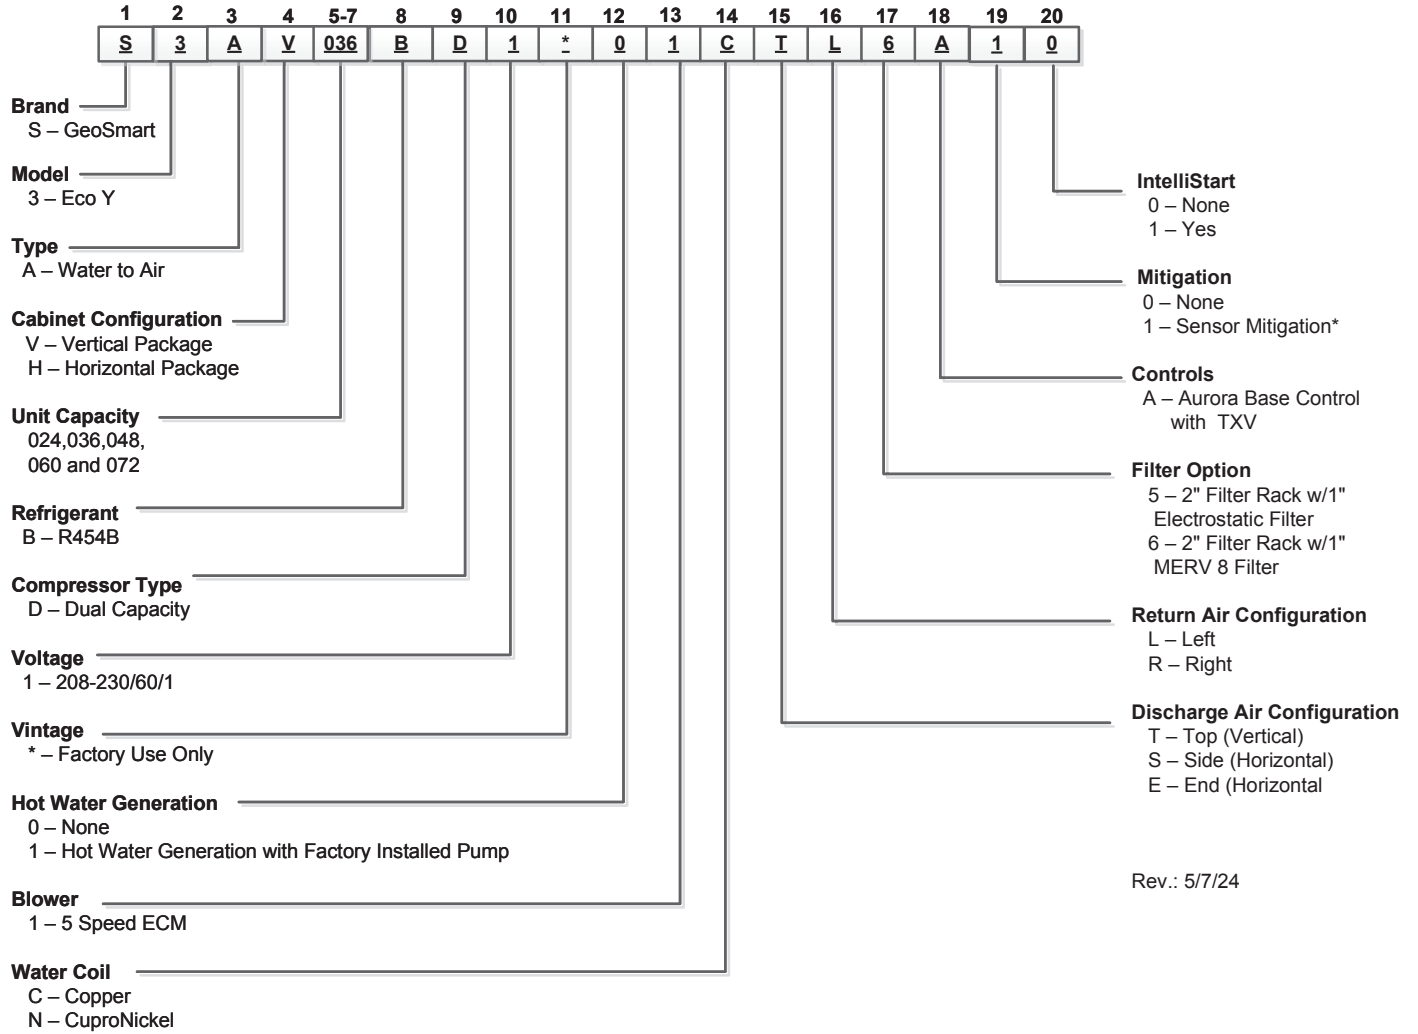 1 2 3 4 5-7 8 9 10 11 12 13 14 15 16 17 18 19 20
S 3 A V 036 B D 1 * 0 1 C T L 6 A 1 0
Brand
S – GeoSmart
Model
3 – Eco Y
Type
A – Water to Air
Cabinet Configuration
V – Vertical Package
H – Horizontal Package
Unit Capacity
024,036,048,
060 and 072
Refrigerant
B – R454B
Compressor Type
D – Dual Capacity
Voltage
1 – 208-230/60/1
Vintage
* – Factory Use Only
Hot Water Generation
0 – None
1 – Hot Water Generation with Factory Installed Pump
Blower
1 – 5 Speed ECM
Water Coil
C – Copper
N – CuproNickel
IntelliStart
0 – None
1 – Yes
Mitigation
0 – None
1 – Sensor Mitigation*
Controls
A – Aurora Base Control
with TXV
Filter Option
5 – 2" Filter Rack w/1"
Electrostatic Filter
6 – 2" Filter Rack w/1"
MERV 8 Filter
Return Air Configuration
L – Left
R – Right
Discharge Air Configuration
T – Top (Vertical)
S – Side (Horizontal)
E – End (Horizontal
Rev.: 5/7/24